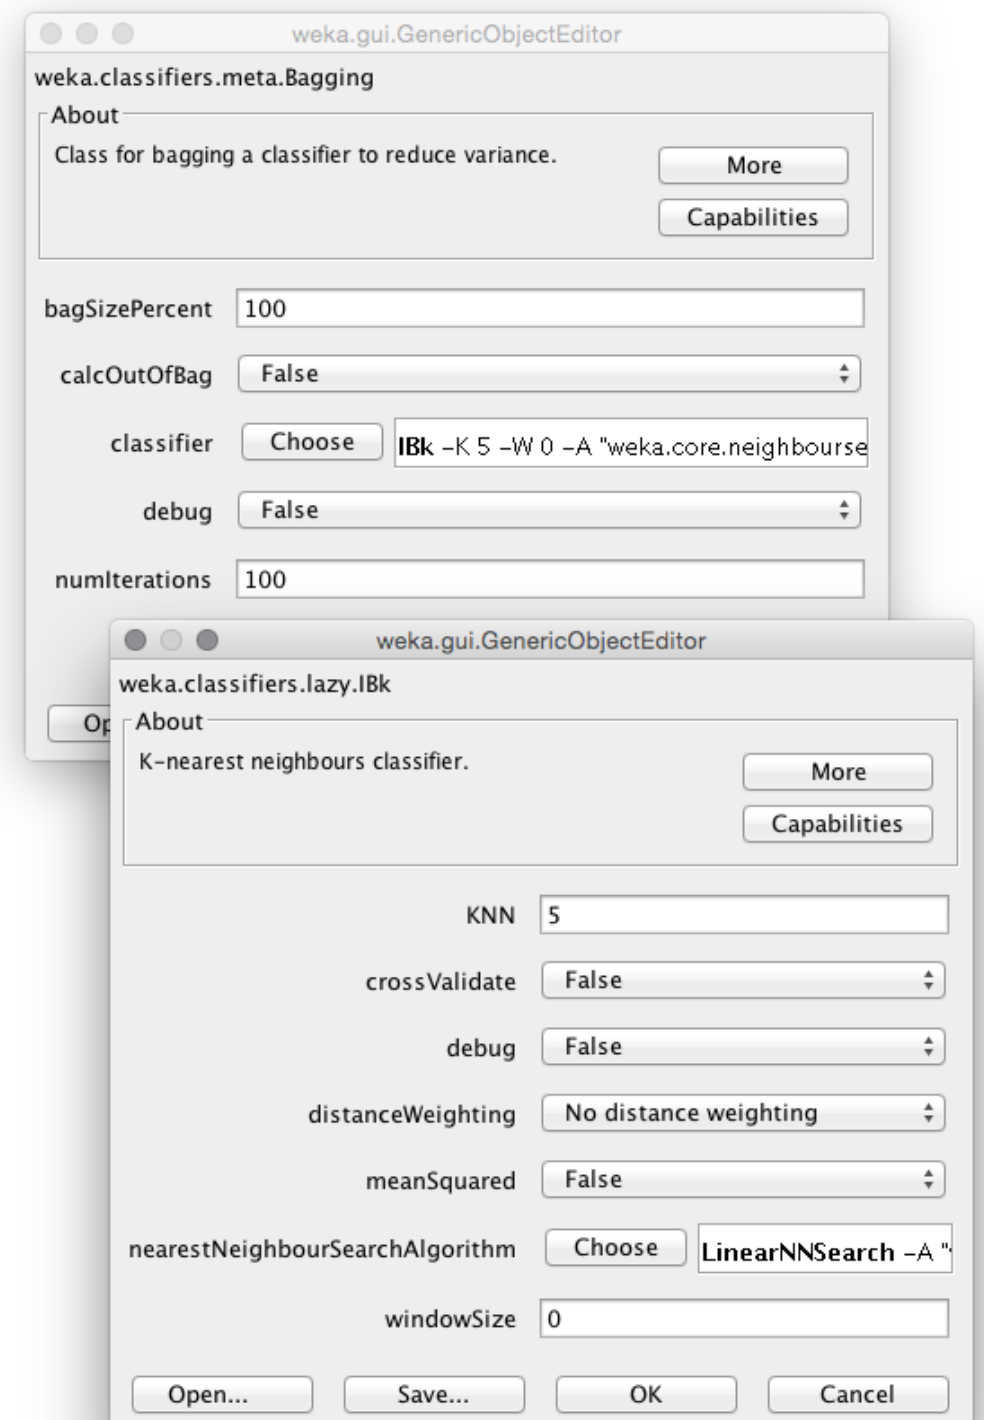 weka.gui.GenericObjectEditor
weka.classifiers.meta.Bagging
About
Class for bagging a classifier to reduce variance.
More
Capabilities
bagSizePercent 100
calcOutOfBag False
classifier Choose IBk -K 5 -W 0 -A "weka.core.neighbourse
debug False
numIterations 100
Op
weka.gui.GenericObjectEditor
weka.classifiers.lazy.IBk
About
K-nearest neighbours classifier.
More
Capabilities
KNN 5
crossValidate False
debug False
distanceWeighting No distance weighting
meanSquared False
nearestNeighbourSearchAlgorithm Choose LinearNNSearch -A "
windowSize 0
Open... Save... OK Cancel